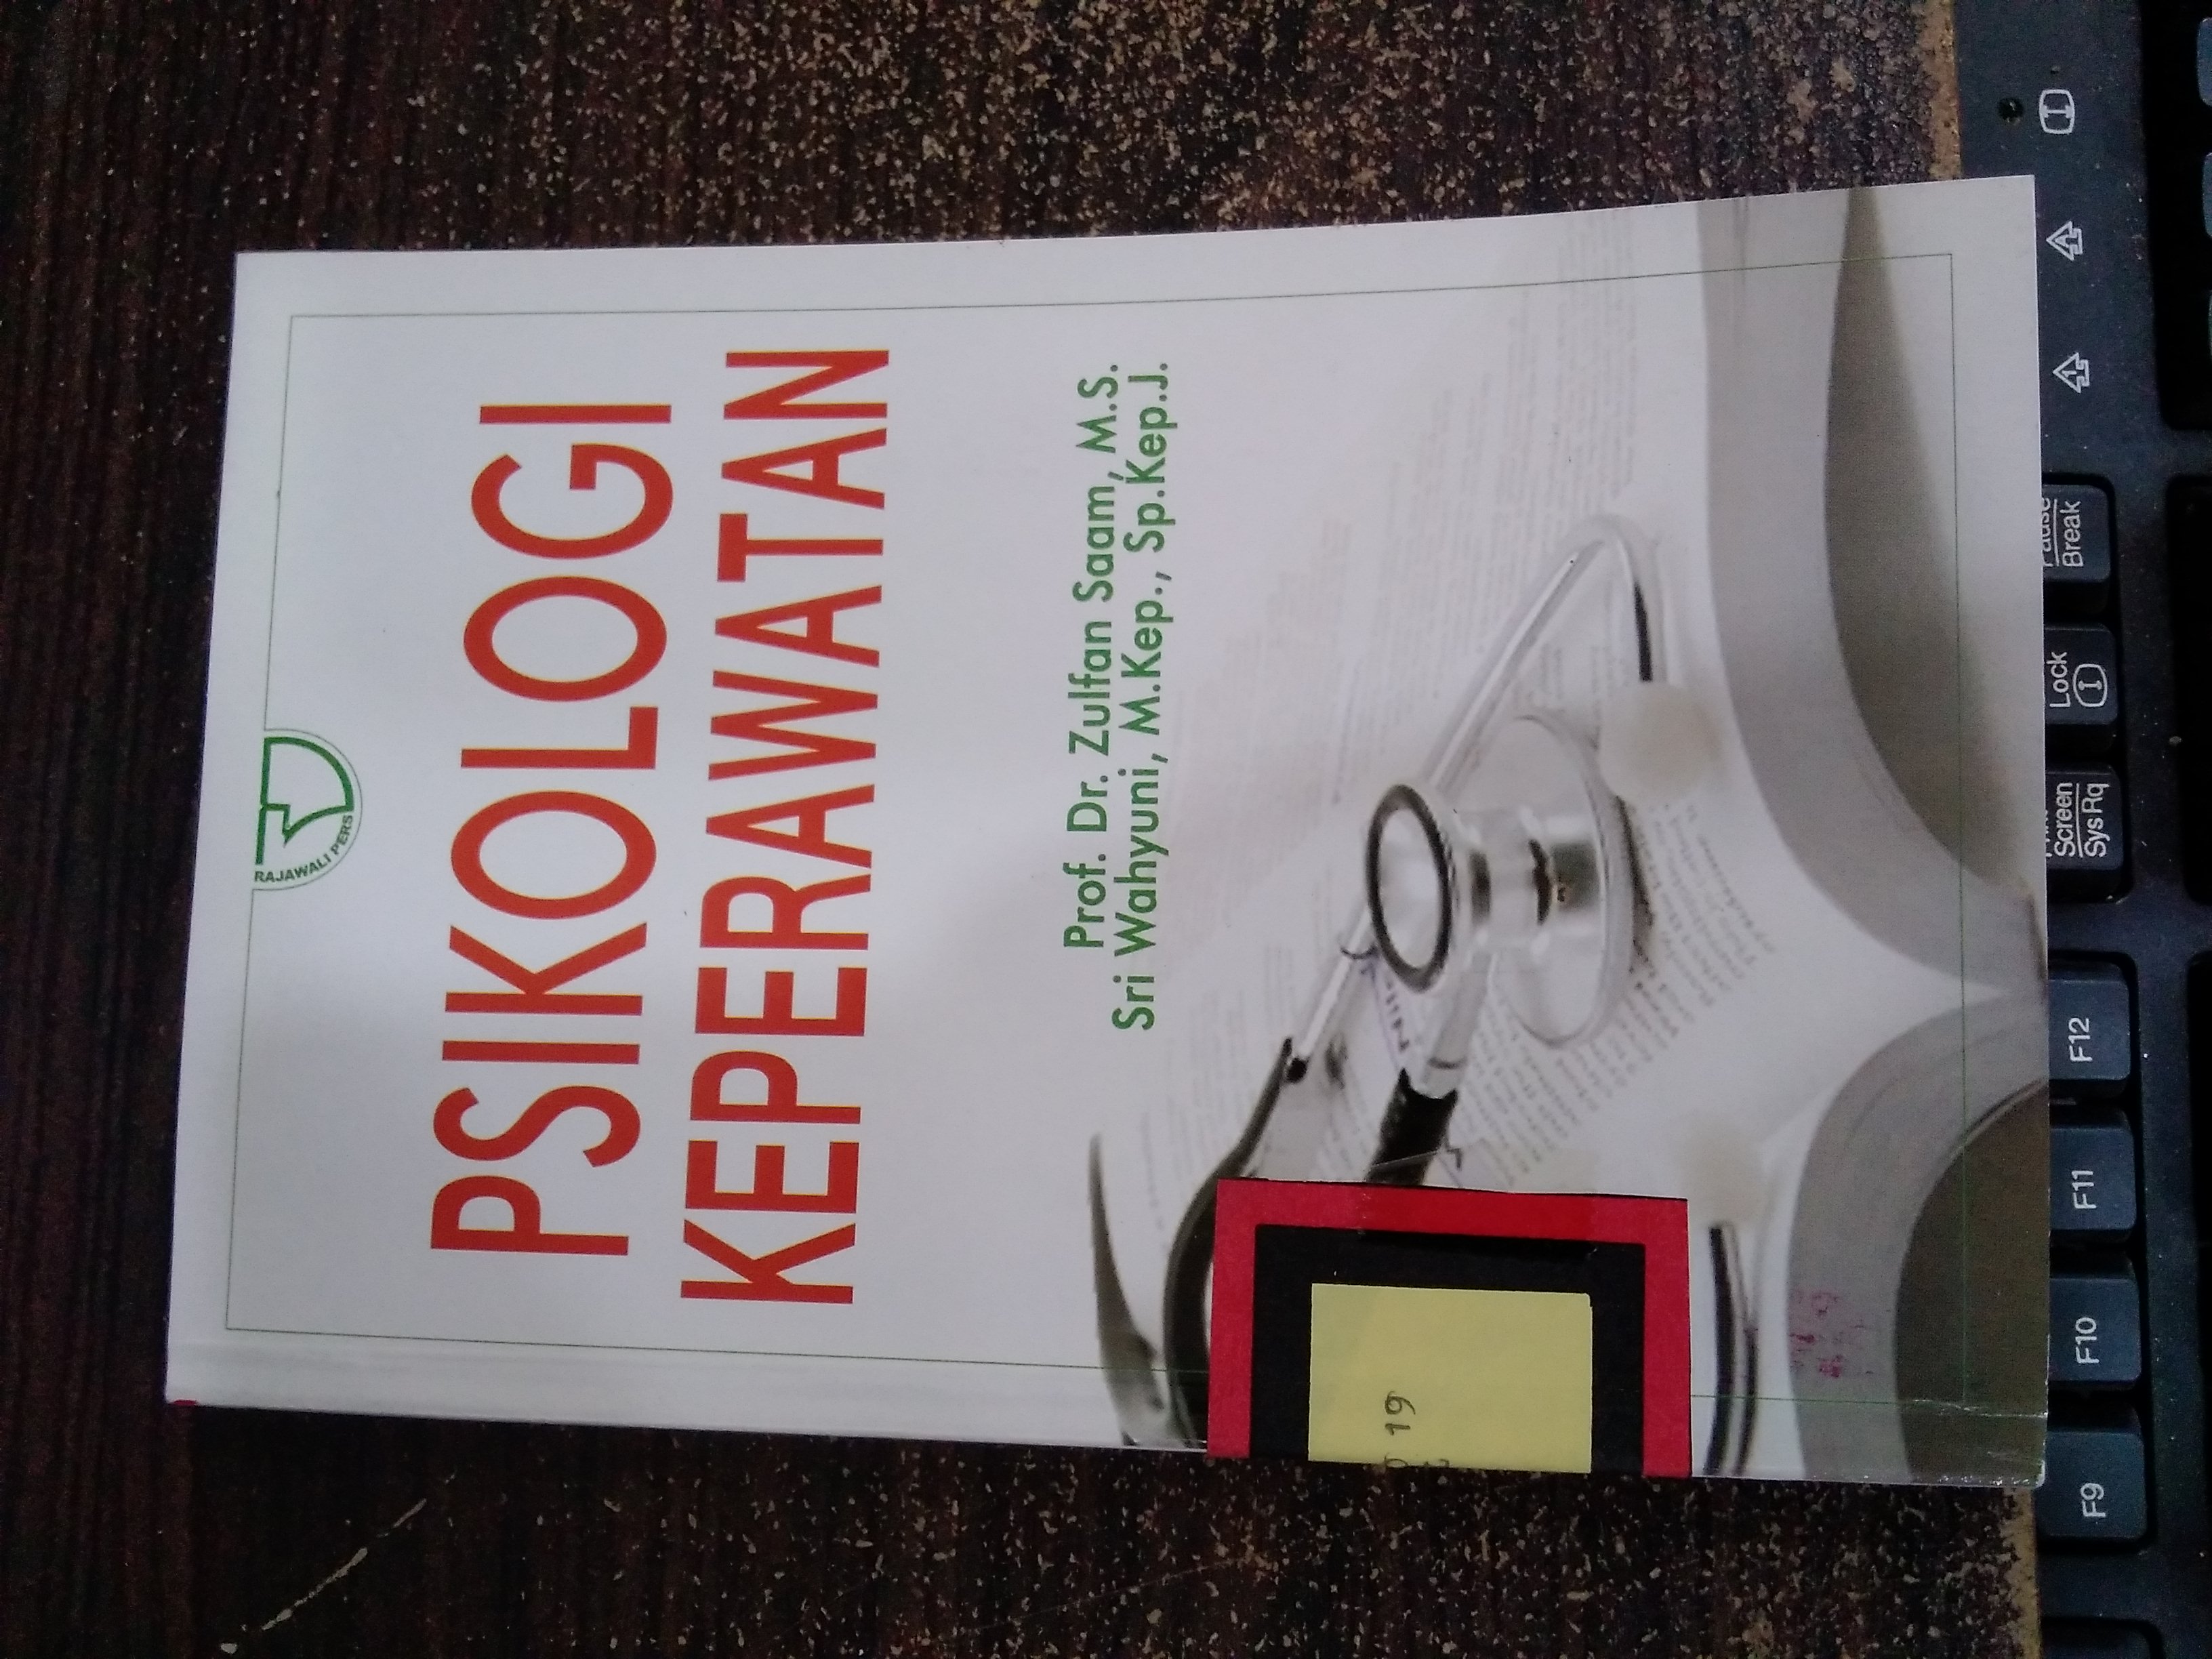 RAJAWALI PERS
PSIKOLOGI
KEPERAWATAN
Prof. Dr. Zulfan Saam, M.S.
Sri Wahyuni, M.Kep., Sp.Kep.J.
19
F9
F10
F11
F12
Screen
SysRq
Lock
Pause
Break